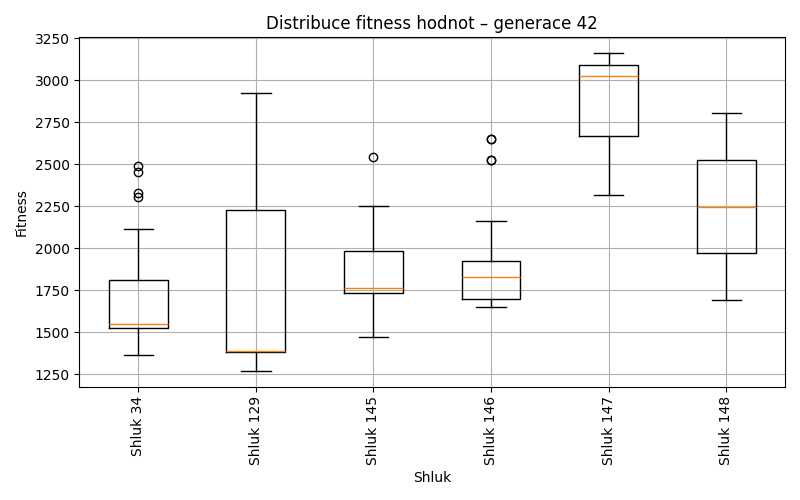 Distribuce fitness hodnot – generace 42
Fitness
3250
3000
2750
2500
2250
2000
1750
1500
1250
Shluk 34
Shluk 129
Shluk 145
Shluk 146
Shluk 147
Shluk 148
Shluk